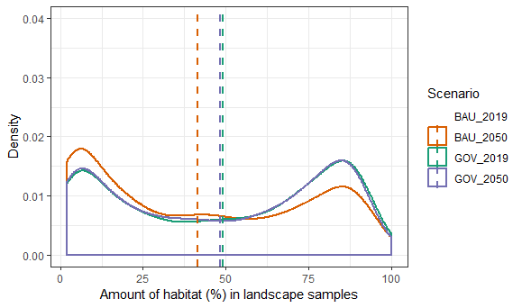 0.04
0.03
0.02
0.01
0.00
Density
0
25
50
75
100
Amount of habitat (%) in landscape samples
Scenario
BAU_2019
BAU_2050
GOV_2019
GOV_2050